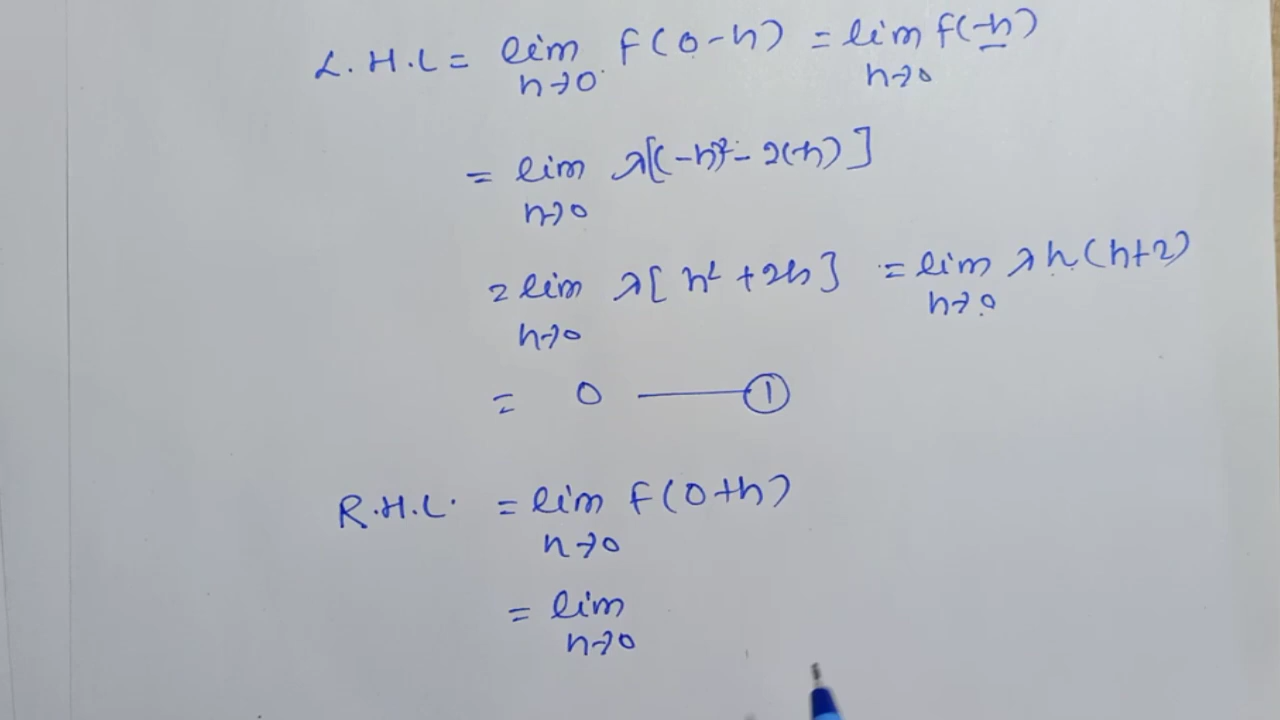 L.H.L = lim f(0-h) = lim f(-h)
h→0 h→0
= lim λ[(-h)²- 2(-h)]
h→0
= lim λ[h² +2h] = lim λh(h+2)
h→0 h→0
= 0 —— ①
R.H.L. = lim f(0+h)
h→0
= lim
h→0